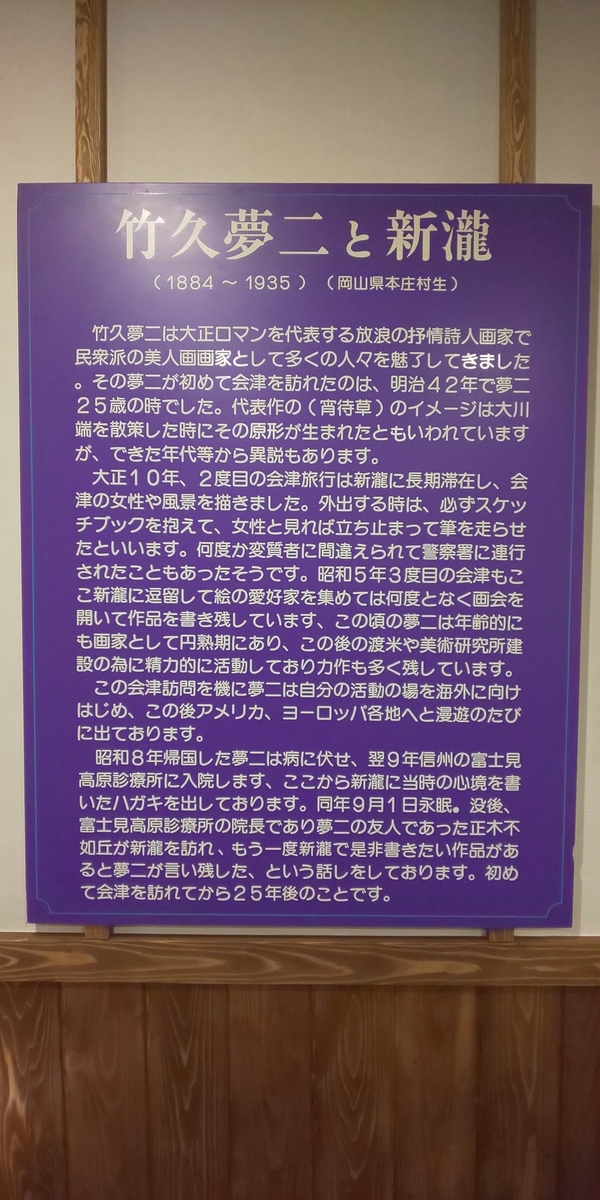 竹久夢二と新瀧
（1884 ～ 1935 ）（岡山県本庄村生）
竹久夢二は大正ロマンを代表する放浪の抒情詩人画家で
民衆派の美人画画家として多くの人々を魅了してきました
。その夢二が初めて会津を訪れたのは、明治４２年で夢二
２５歳の時でした。代表作の（宵待草）のイメージは大川
端を散策した時にその原形が生まれたともいわれています
が、できた年代等から異説もあります。
大正１０年、２度目の会津旅行は新瀧に長期滞在し、会
津の女性や風景を描きました。外出する時は、必ずスケッ
チブックを抱えて、女性と見れば立ち止まって筆を走らせ
たといいます。何度か変質者に間違えられて警察署に連行
されたこともあったそうです。昭和５年３度目の会津もこ
こ新瀧に逗留して絵の愛好家を集めては何度となく画会を
開いて作品を書き残しています、この頃の夢二は年齢的に
も画家として円熟期にあり、この後の渡米や美術研究所建
設の為に精力的に活動しており力作も多く残しています。
この会津訪問を機に夢二は自分の活動の場を海外に向け
はじめ、この後アメリカ、ヨーロッパ各地へと漫遊のたび
に出ております。
昭和８年帰国した夢二は病に伏せ、翌９年信州の富士見
高原診療所に入院します、ここから新瀧に当時の心境を書
いたハガキを出しております。同年９月１日永眠。没後、
富士見高原診療所の院長であり夢二の友人であった正木不
如丘が新瀧を訪れ、もう一度新瀧で是非書きたい作品があ
ると夢二が言い残した、という話しをしております。初め
て会津を訪れてから２５年後のことです。